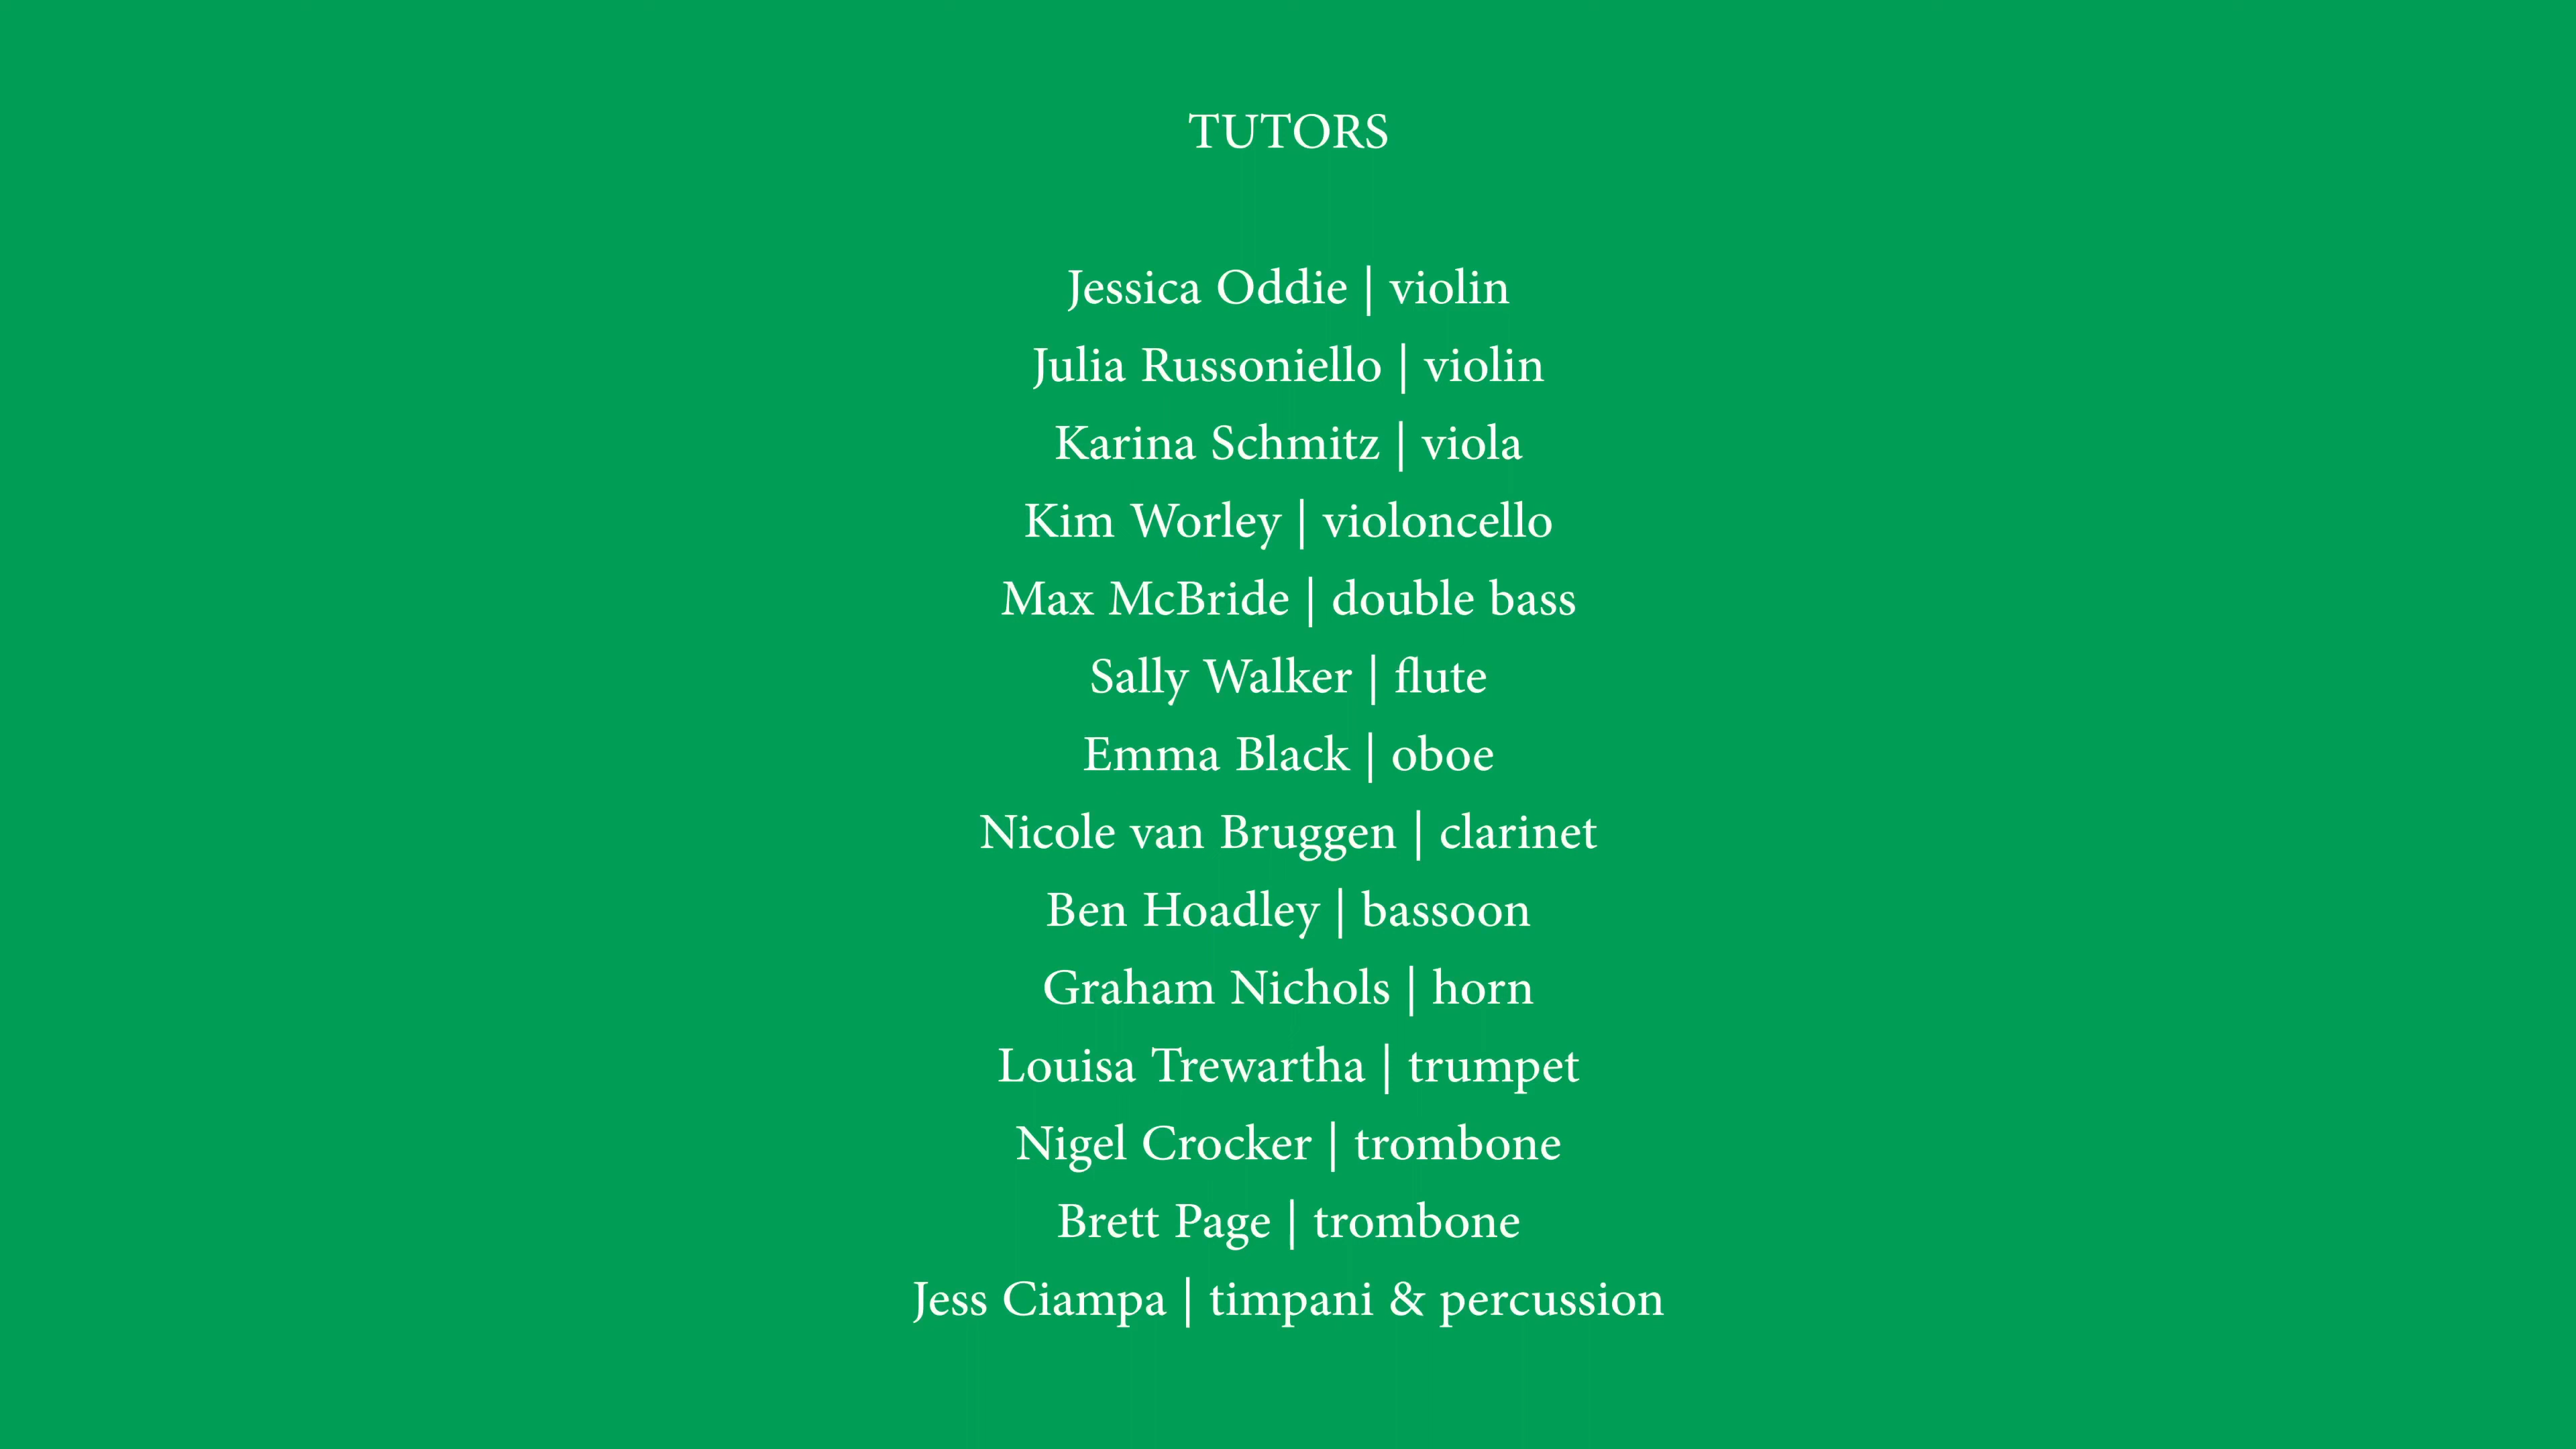 TUTORS
Jessica Oddie | violin
Julia Russoniello | violin
Karina Schmitz | viola
Kim Worley | violoncello
Max McBride | double bass
Sally Walker | flute
Emma Black | oboe
Nicole van Bruggen | clarinet
Ben Hoadley | bassoon
Graham Nichols | horn
Louisa Trewartha | trumpet
Nigel Crocker | trombone
Brett Page | trombone
Jess Ciampa | timpani & percussion